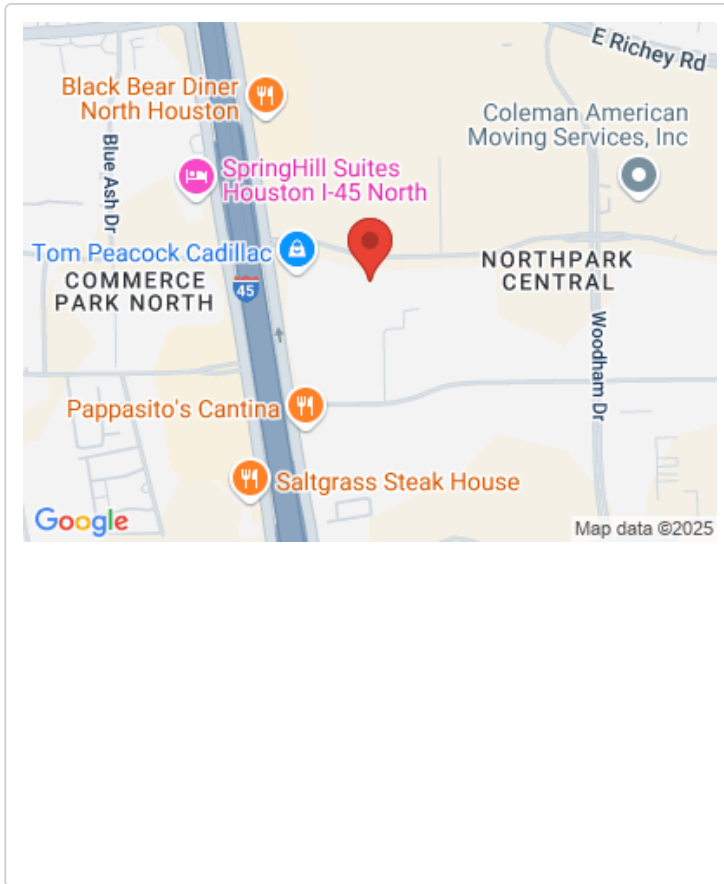 E Richey Rd
Black Bear Diner
North Houston
Coleman American
Moving Services, Inc
Blue Ash Dr
SpringHill Suites
Houston I-45 North
Tom Peacock Cadillac
COMMERCE
PARK NORTH
45
NORTHPARK
CENTRAL
Woodham Dr
Pappasito's Cantina
Saltgrass Steak House
Google
Map data ©2025